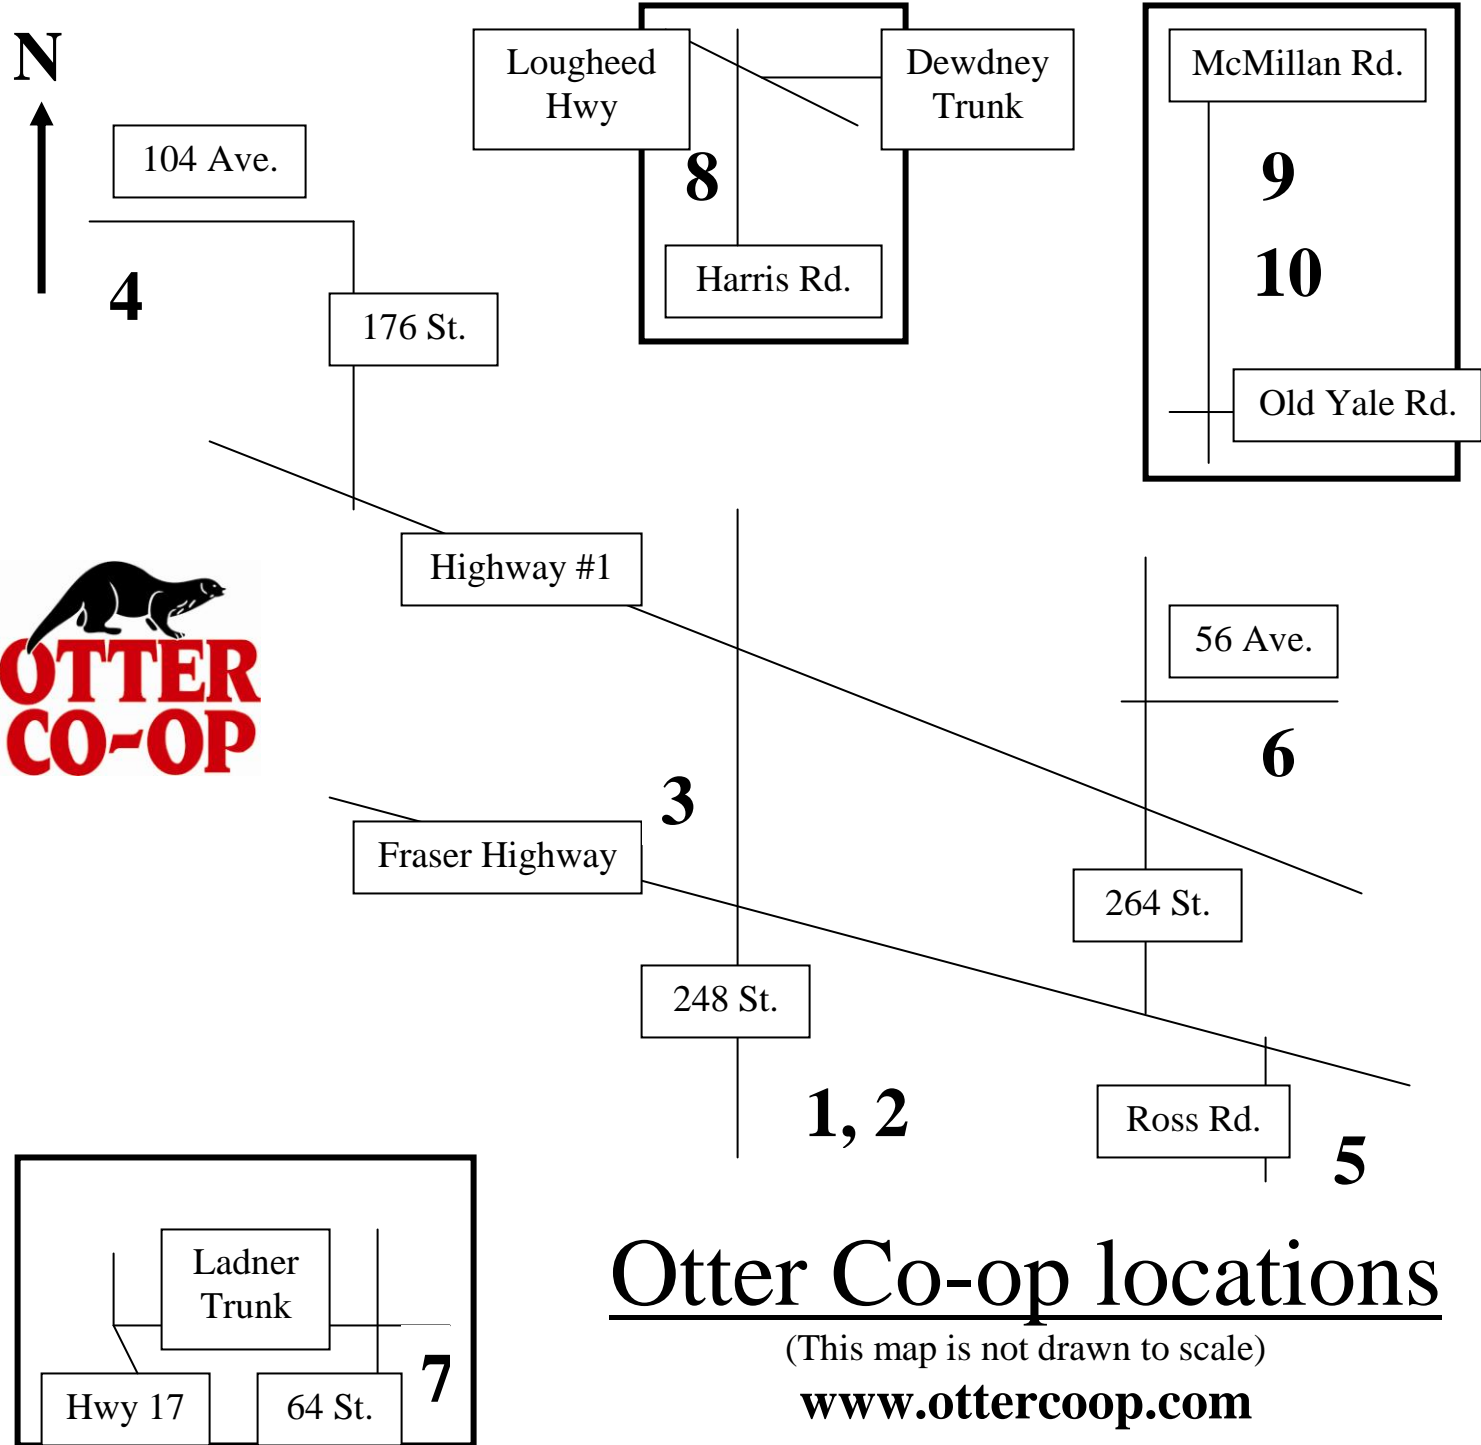 N
Lougheed
Hwy
Dewdney
Trunk
McMillan Rd.
104 Ave.
8
9
4
Harris Rd.
10
176 St.
Old Yale Rd.
Highway #1
OTTER
CO-OP
56 Ave.
6
3
Fraser Highway
264 St.
248 St.
1, 2
Ross Rd.
5
Ladner
Trunk
Hwy 17
64 St.
7
Otter Co-op locations
(This map is not drawn to scale)
www.ottercoop.com